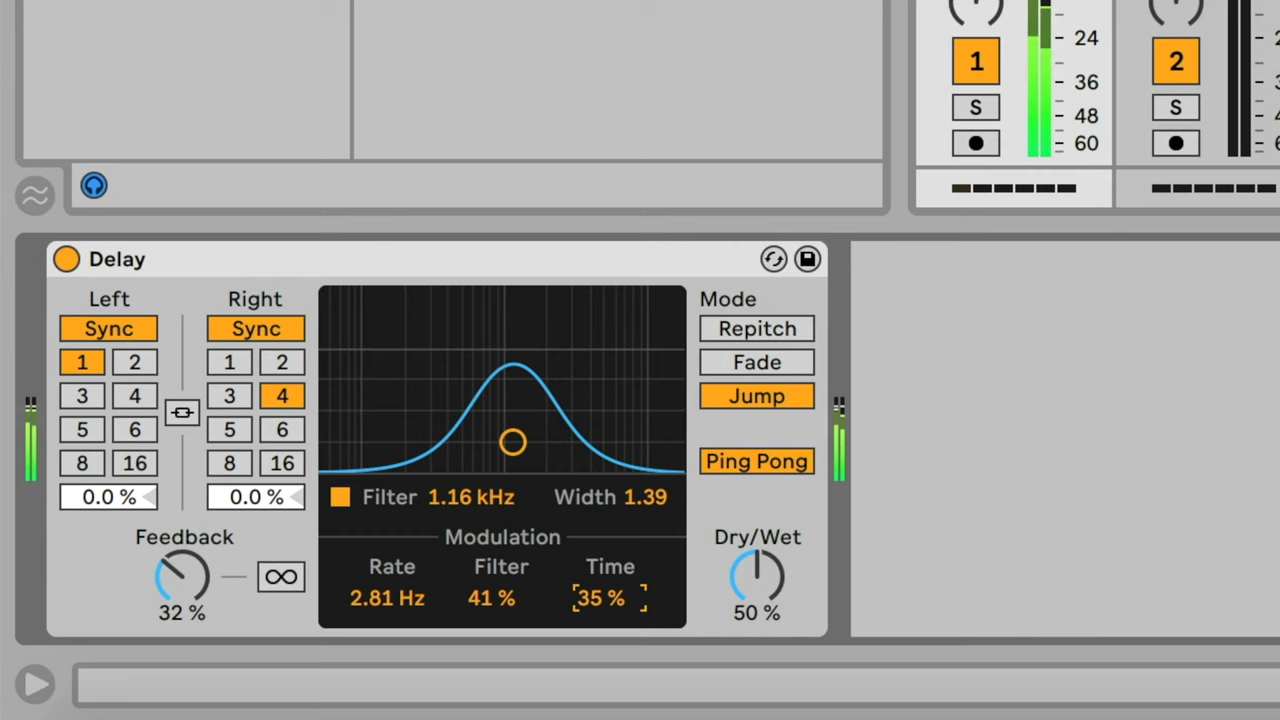 24
1 2
36
S S
48
60
Delay
Left Right Mode
Sync Sync Repitch
1 2 1 2 Fade
3 4 3 4 Jump
5 6 5 6
8 16 8 16 Ping Pong
0.0 % 0.0 % Filter 1.16 kHz Width 1.39
Feedback Modulation Dry/Wet
Rate Filter Time
2.81 Hz 41 % 35 %
32 % 50 %